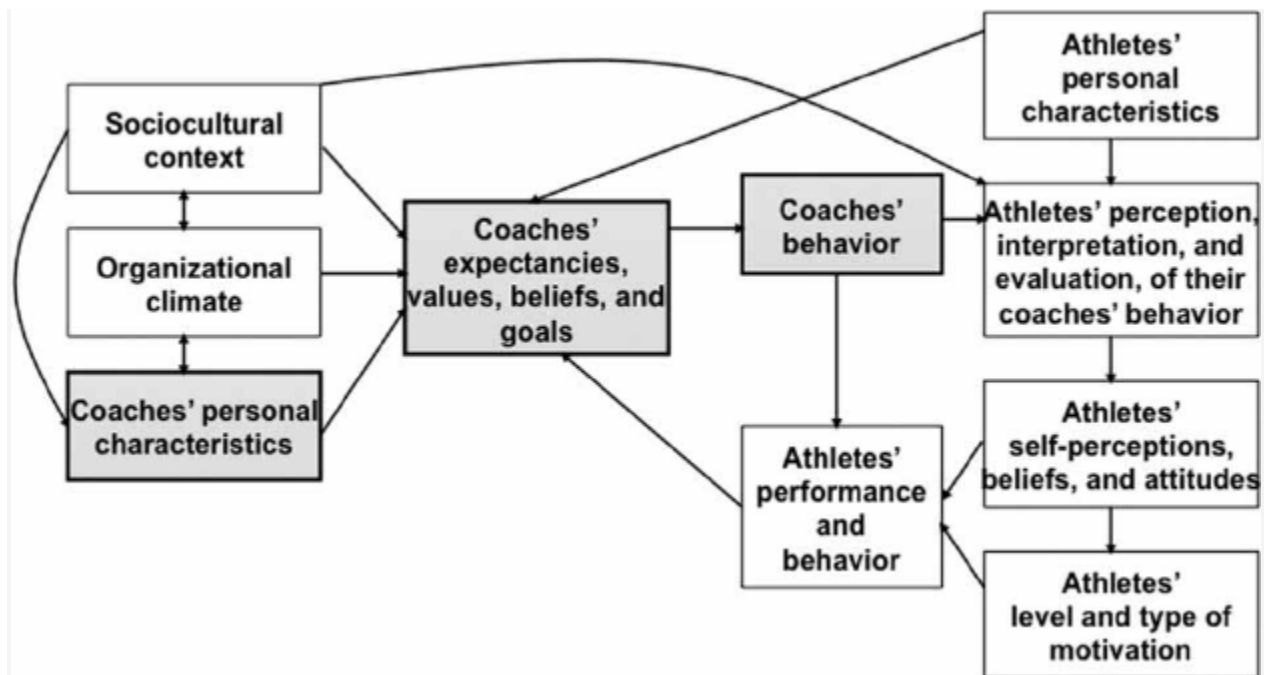 Sociocultural
context
Organizational
climate
Coaches’ personal
characteristics
Coaches’
expectancies,
values, beliefs, and
goals
Coaches’
behavior
Athletes’
performance
and
behavior
Athletes’
personal
characteristics
Athletes’ perception,
interpretation, and
evaluation, of their
coaches’ behavior
Athletes’
self-perceptions,
beliefs, and attitudes
Athletes’
level and type of
motivation